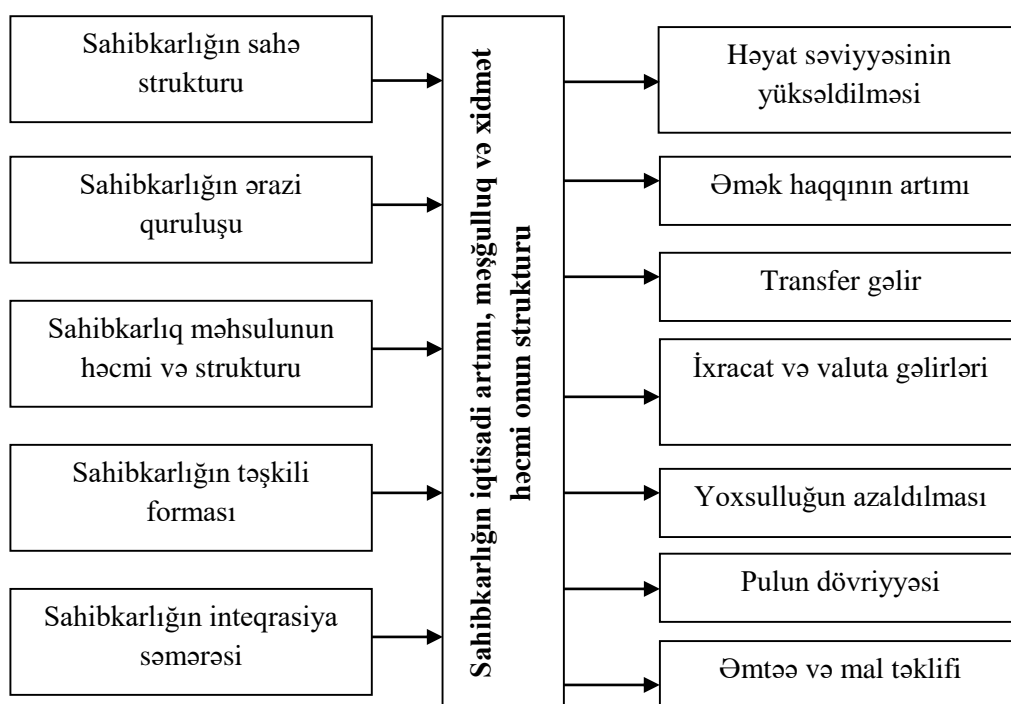 Sahibkarlığın sahə
strukturu
Sahibkarlığın ərazi
quruluşu
Sahibkarlıq məhsulunun
həcmi və strukturu
Sahibkarlığın təşkili
forması
Sahibkarlığın inteqrasiya
səmərəsi
Sahibkarlığın iqtisadi artımı, məşğulluq və xidmət
həcmi onun strukturu
Həyat səviyyəsinin
yüksəldilməsi
Əmək haqqının artımı
Transfer gəlir
İxracat və valuta gəlirləri
Yoxsulluğun azaldılması
Pulun dövriyyəsi
Əmtəə və mal təklifi